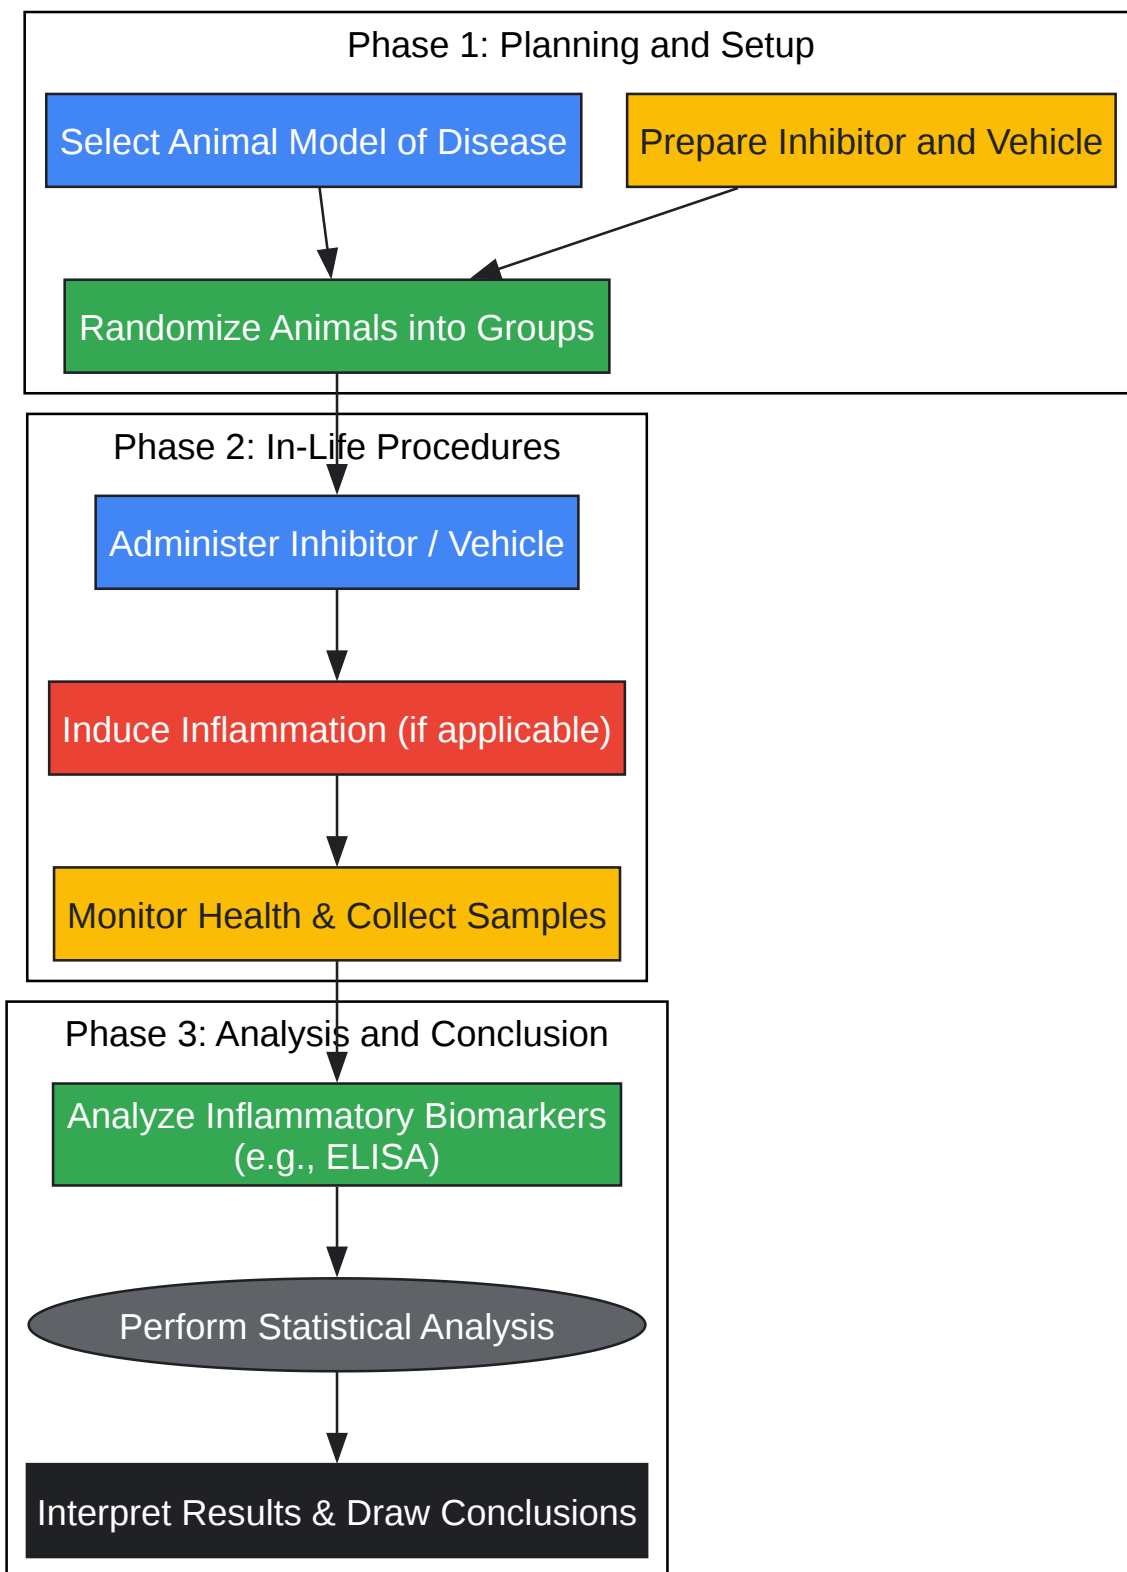 Phase 1: Planning and Setup
Select Animal Model of Disease
Prepare Inhibitor and Vehicle
Randomize Animals into Groups
Phase 2: In-Life Procedures
Administer Inhibitor / Vehicle
Induce Inflammation (if applicable)
Monitor Health & Collect Samples
Phase 3: Analysis and Conclusion
Analyze Inflammatory Biomarkers
(e.g., ELISA)
Perform Statistical Analysis
Interpret Results & Draw Conclusions